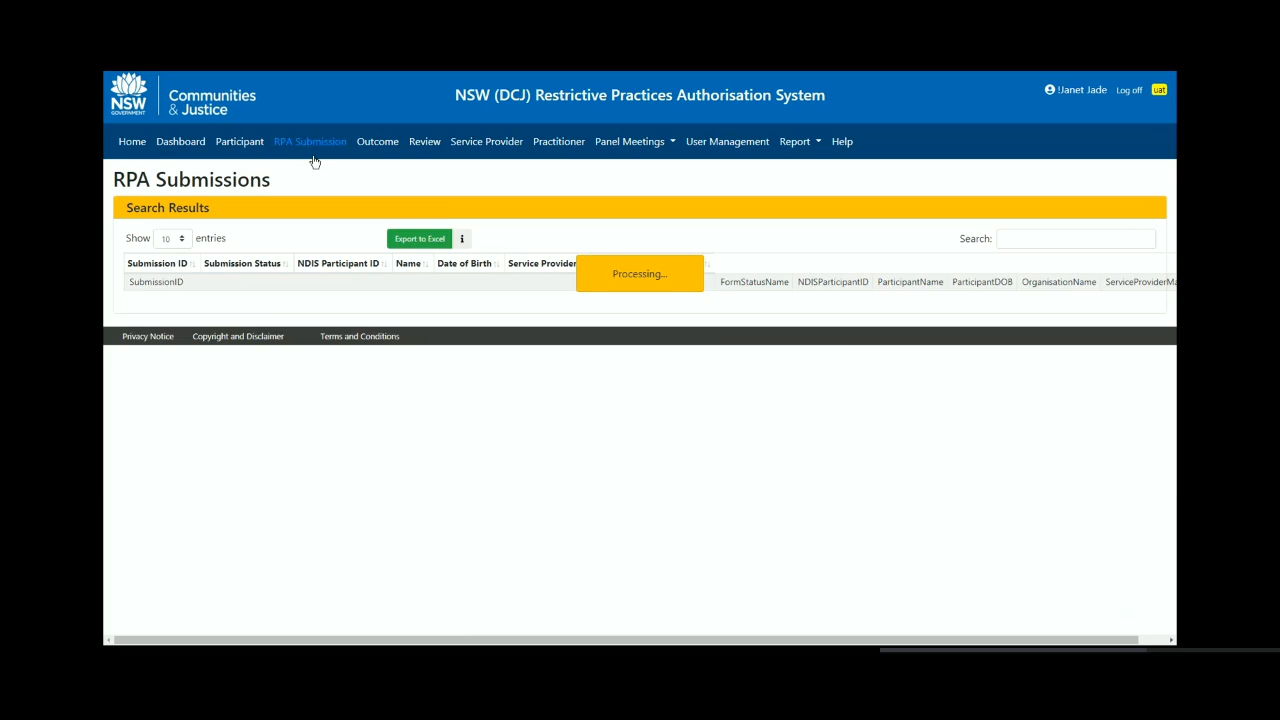 NSW
GOVERNMENT
Communities
& Justice
NSW (DCJ) Restrictive Practices Authorisation System
!Janet Jade Log off uat
Home Dashboard Participant RPA Submission Outcome Review Service Provider Practitioner Panel Meetings User Management Report Help
RPA Submissions
Search Results
Show 10 entries Export to Excel i Search:
Submission ID Submission Status NDIS Participant ID Name Date of Birth Service Provider
Processing...
SubmissionID FormStatusName NDISParticipantID ParticipantName ParticipantDOB OrganisationName ServiceProviderMa
Privacy Notice Copyright and Disclaimer Terms and Conditions